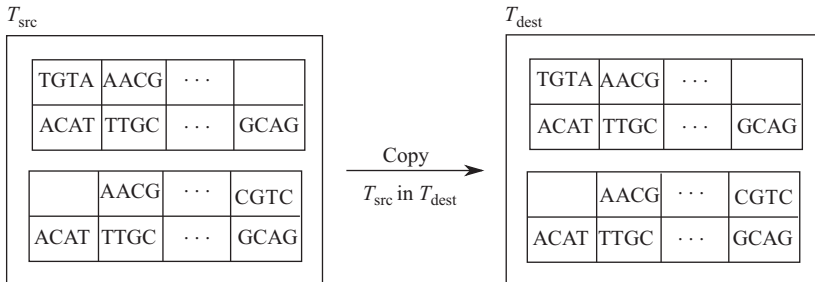 T_src T_dest
TGTA AACG ··· TGTA AACG ···
ACAT TTGC ··· GCAG ACAT TTGC ··· GCAG
Copy
T_src in T_dest
AACG ··· CGTC AACG ··· CGTC
ACAT TTGC ··· GCAG ACAT TTGC ··· GCAG